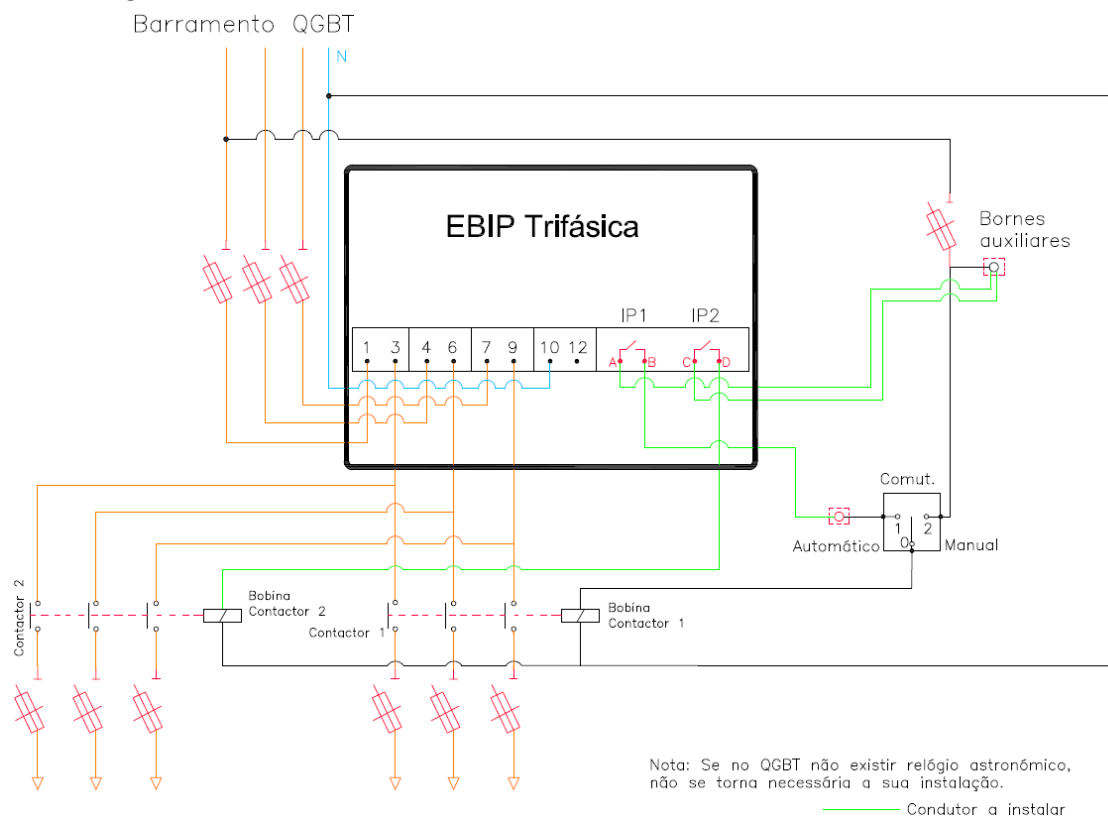 Barramento QGBT
N
EBIP Trifásica
Bornes
auxiliares
IP1 IP2
1 3 4 6 7 9 10 12
A B C D
Comut.
1 2
0
Automático Manual
Contactor 2
Bobina
Contactor 2
Contactor 1
Bobina
Contactor 1
Nota: Se no QGBT não existir relógio astronómico,
não se torna necessária a sua instalação.
Condutor a instalar